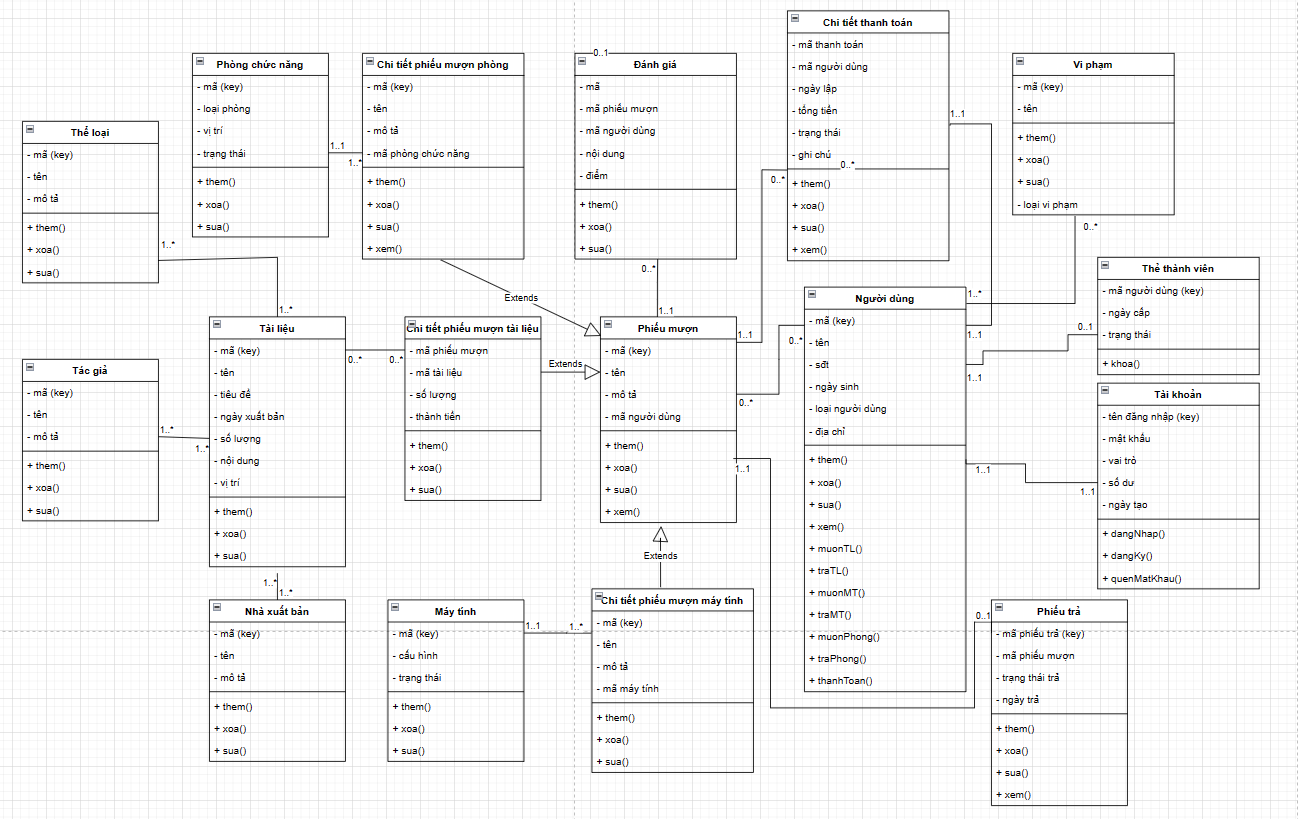 Phòng chức năng
- mã (key)
- loại phòng
- vị trí
- trạng thái
+ them()
+ xoa()
+ sua()
1..1
1..*
Chi tiết phiếu mượn phòng
- mã (key)
- tên
- mô tả
- mã phòng chức năng
+ them()
+ xoa()
+ sua()
+ xem()
0..1
Đánh giá
- mã
- mã phiếu mượn
- mã người dùng
- nội dung
- điểm
+ them()
+ xoa()
+ sua()
0..*
1..1
Chi tiết thanh toán
- mã thanh toán
- mã người dùng
- ngày lập
- tổng tiền
- trạng thái
- ghi chú
0..*
0..*
+ them()
+ xoa()
+ sua()
+ xem()
1..1
Vi phạm
- mã (key)
- tên
+ them()
+ xoa()
+ sua()
- loại vi phạm
0..*
Thể loại
- mã (key)
- tên
- mô tả
+ them()
+ xoa()
+ sua()
1..*
1..*
Extends
Thẻ thành viên
- mã người dùng (key)
- ngày cấp
- trạng thái
+ khoa()
0..1
Tài liệu
- mã (key)
- tên
- tiêu đề
- ngày xuất bản
- số lượng
- nội dung
- vị trí
+ them()
+ xoa()
+ sua()
0..*
0..*
Chi tiết phiếu mượn tài liệu
- mã phiếu mượn
- mã tài liệu
- số lượng
- thành tiền
+ them()
+ xoa()
+ sua()
Extends
Phiếu mượn
- mã (key)
- tên
- mô tả
- mã người dùng
+ them()
+ xoa()
+ sua()
+ xem()
1..1
0..*
0..*
1..1
Người dùng
- mã (key)
- tên
- sđt
- ngày sinh
- loại người dùng
- địa chỉ
+ them()
+ xoa()
+ sua()
+ xem()
+ muonTL()
+ traTL()
+ muonMT()
+ traMT()
+ muonPhong()
+ traPhong()
+ thanhToan()
1..*
1..1
1..1
1..1
1..1
Tác giả
- mã (key)
- tên
- mô tả
+ them()
+ xoa()
+ sua()
1..*
1..*
Tài khoản
- tên đăng nhập (key)
- mật khẩu
- vai trò
- số dư
- ngày tạo
+ dangNhap()
+ dangKy()
+ quenMatKhau()
Extends
1..*
1..*
Nhà xuất bản
- mã (key)
- tên
- mô tả
+ them()
+ xoa()
+ sua()
Máy tính
- mã (key)
- cấu hình
- trạng thái
+ them()
+ xoa()
+ sua()
1..1
1..*
Chi tiết phiếu mượn máy tính
- mã (key)
- tên
- mô tả
- mã máy tính
+ them()
+ xoa()
+ sua()
0..1
Phiếu trả
- mã phiếu trả (key)
- mã phiếu mượn
- trạng thái trả
- ngày trả
+ them()
+ xoa()
+ sua()
+ xem()